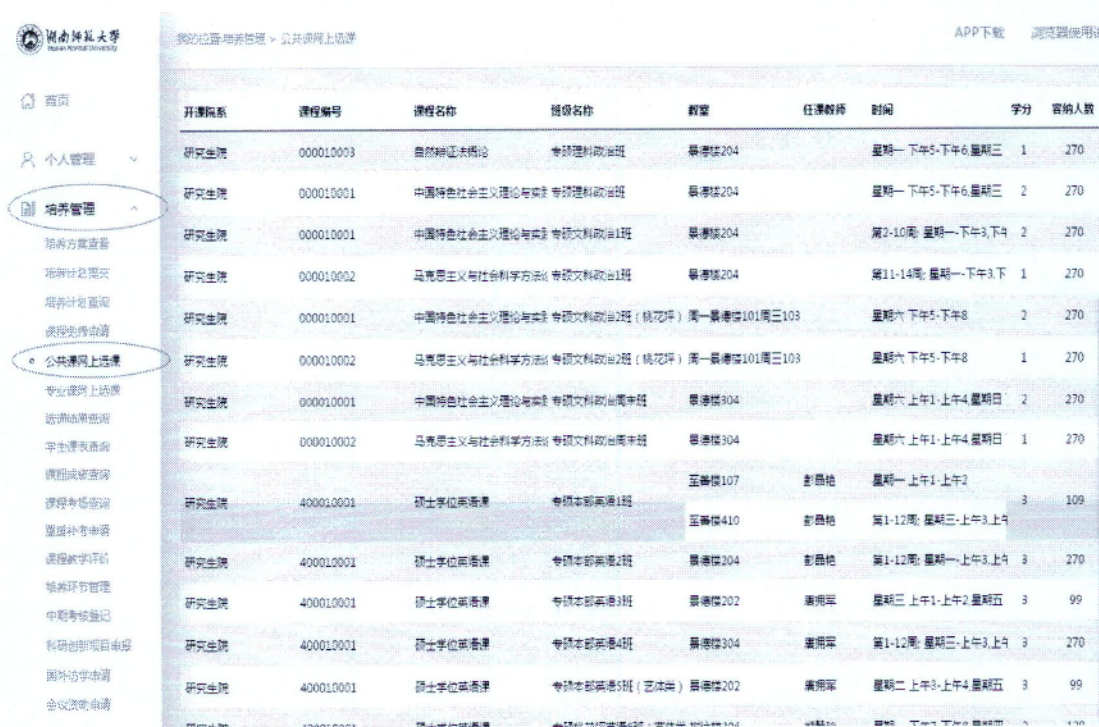 湖南师范大学
Hunan Normal University
我的位置-培养管理 > 公共课网上选课
APP下载
浏览器使用说
首页
个人管理
培养管理
培养方案查看
培养计划提交
培养计划查询
课程免修申请
公共课网上选课
专业课网上选课
选课结果查询
学生课表查询
课程成绩查询
课程考场查询
重修补考申请
课程教学评价
培养环节管理
中期考核登记
科研创新项目申报
国外访学申请
会议资助申请
开课院系 课程编号 课程名称 班级名称 教室 任课教师 时间 学分 容纳人数
研究生院 000010003 自然辩证法概论 专硕理科政治班 景德楼204 星期一 下午5-下午6,星期三 1 270
研究生院 000010001 中国特色社会主义理论与实践 专硕理科政治班 景德楼204 星期一 下午5-下午6,星期三 2 270
研究生院 000010001 中国特色社会主义理论与实践 专硕文科政治1班 景德楼204 第2-10周; 星期一-下午3,下午4 2 270
研究生院 000010002 马克思主义与社会科学方法论 专硕文科政治1班 景德楼204 第11-14周; 星期一-下午3,下 1 270
研究生院 000010001 中国特色社会主义理论与实践 专硕文科政治2班（桃花坪） 周一景德楼101周三103 星期六 下午5-下午8 2 270
研究生院 000010002 马克思主义与社会科学方法论 专硕文科政治2班（桃花坪） 周一景德楼101周三103 星期六 下午5-下午8 1 270
研究生院 000010001 中国特色社会主义理论与实践 专硕文科政治周末班 景德楼304 星期六 上午1-上午4,星期日 2 270
研究生院 000010002 马克思主义与社会科学方法论 专硕文科政治周末班 景德楼304 星期六 上午1-上午4,星期日 1 270
至善楼107 彭晶艳 星期一 上午1-上午2
研究生院 400010001 硕士学位英语课 专硕本部英语1班 3 109
至善楼410 彭晶艳 第1-12周; 星期三-上午3,上午
研究生院 400010001 硕士学位英语课 专硕本部英语2班 景德楼204 彭晶艳 第1-12周; 星期一-上午3,上午 3 270
研究生院 400010001 硕士学位英语课 专硕本部英语3班 景德楼202 唐拥军 星期三 上午1-上午2,星期五 3 99
研究生院 400010001 硕士学位英语课 专硕本部英语4班 景德楼304 唐拥军 第1-12周; 星期三-上午3,上午 3 270
研究生院 400010001 硕士学位英语课 专硕本部英语5班（艺体类） 景德楼202 唐拥军 星期二 上午3-上午4,星期五 3 99